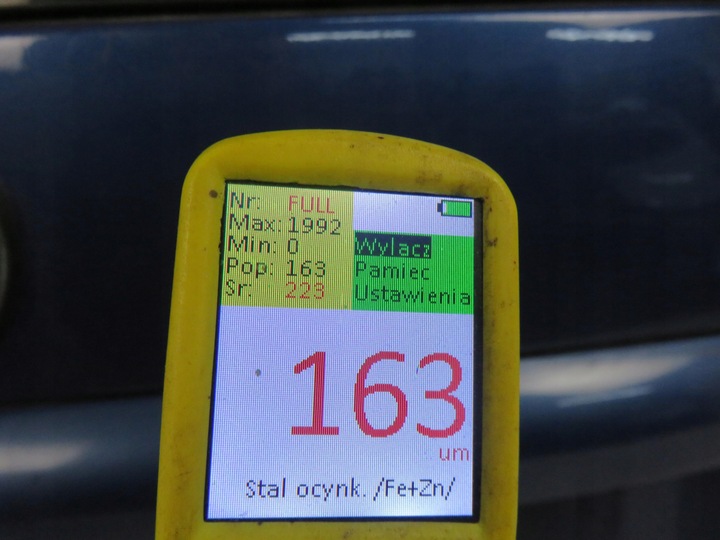 Nr: FULL
Max: 1992
Min: 0
Pop: 163
Sr: 223
Wylacz
Pamiec
Ustawienia
163
um
Stal ocynk. /Fe+Zn/